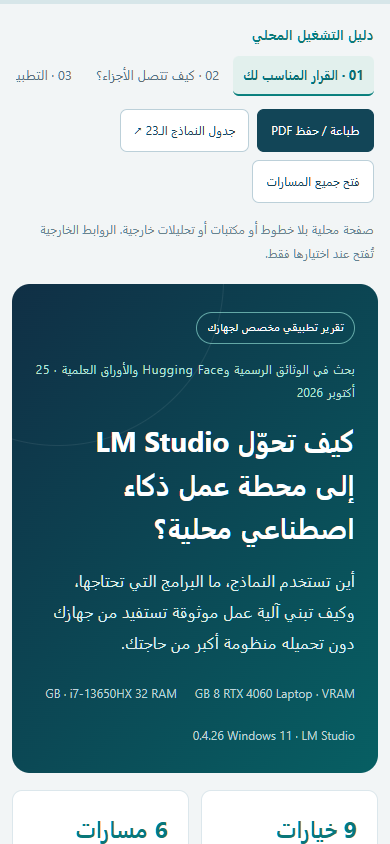 دليل التشغيل المحلي
01 · القرار المناسب لك
02 · كيف تتصل الأجزاء؟
03 · التطبي
طباعة / حفظ PDF
جدول النماذج الـ23 ↗
فتح جميع المسارات
صفحة محلية بلا خطوط أو مكتبات أو تحليلات خارجية. الروابط الخارجية
تُفتح عند اختيارها فقط.
تقرير تطبيقي مخصص لجهازك
بحث في الوثائق الرسمية وHugging Face والأوراق العلمية · 25
أكتوبر 2026
كيف تحوّل LM Studio
إلى محطة عمل ذكاء
اصطناعي محلية؟
أين تستخدم النماذج، ما البرامج التي تحتاجها،
وكيف تبني آلية عمل موثوقة تستفيد من جهازك
دون تحميله منظومة أكبر من حاجتك.
GB 8 RTX 4060 Laptop · VRAM
GB · i7-13650HX 32 RAM
0.4.26 Windows 11 · LM Studio
9 خيارات
6 مسارات